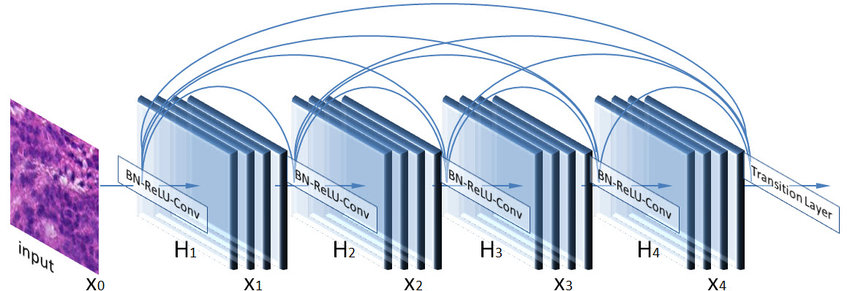 BN-ReLU-Conv
BN-ReLU-Conv
BN-ReLU-Conv
BN-ReLU-Conv
Transition Layer
input
H1
H2
H3
H4
x0
x1
x2
x3
x4